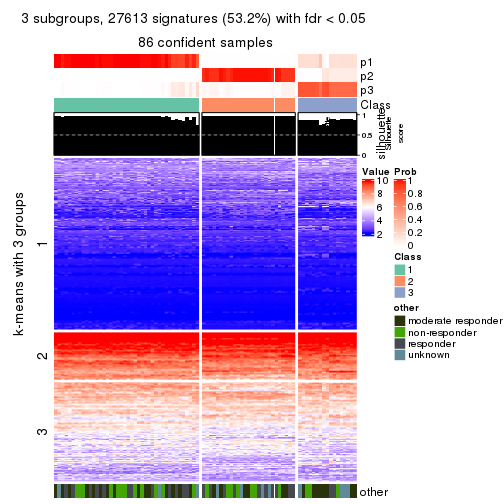 3 subgroups, 27613 signatures (53.2%) with fdr < 0.05
86 confident samples
p1
p2
p3
Class
1
0.5
0
silhouette
Silhouette
score
k-means with 3 groups
1
2
3
other
Value
10
8
6
4
2
Prob
1
0.8
0.6
0.4
0.2
0
Class
1
2
3
other
moderate responder
non-responder
responder
unknown